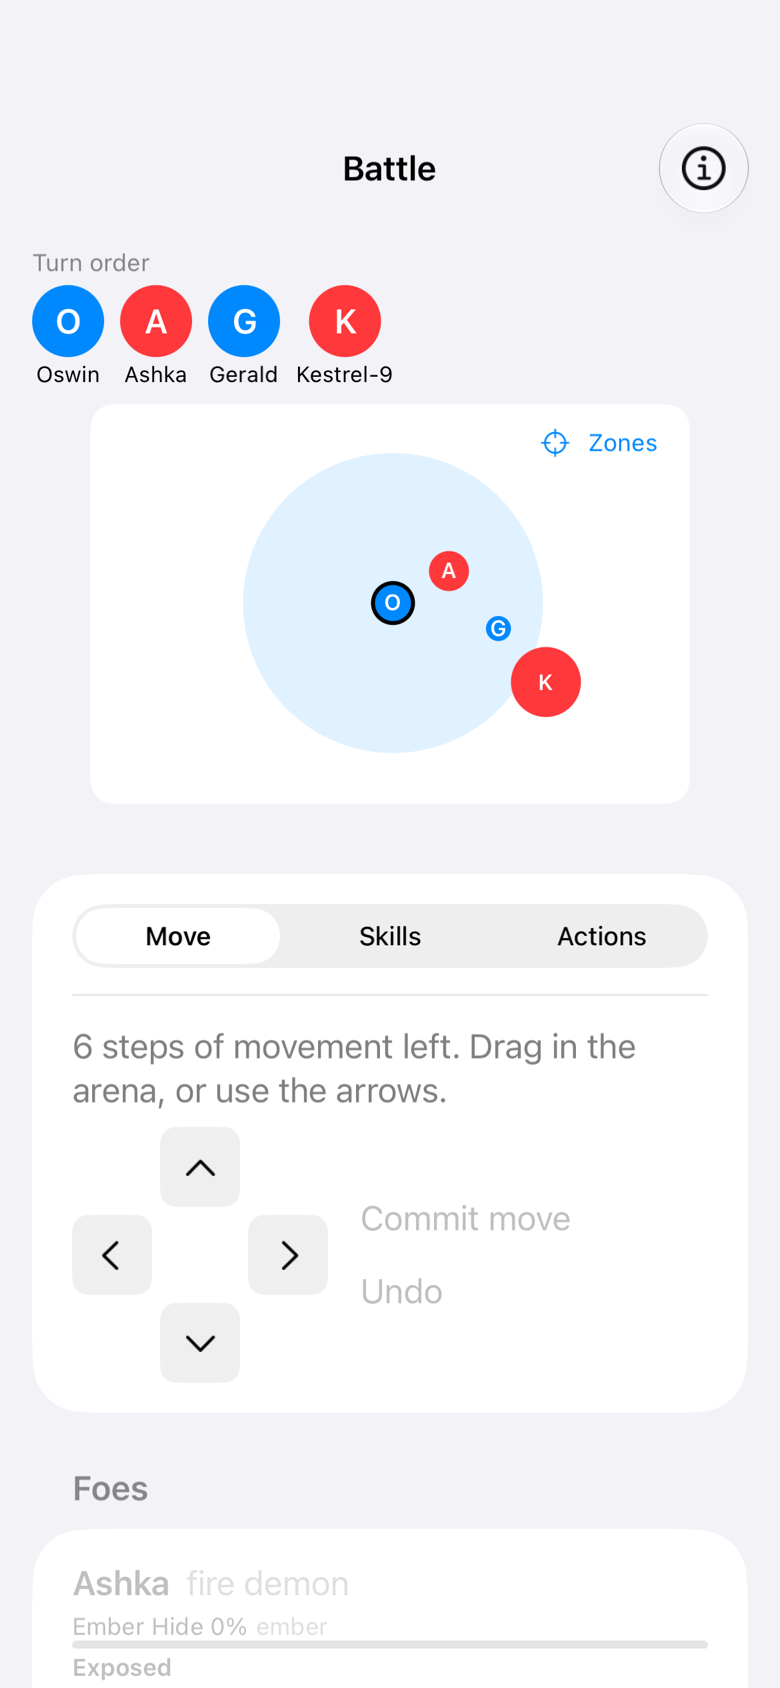 Battle
Turn order
O A G K
Oswin Ashka Gerald Kestrel-9
Zones
A
O
G
K
Move Skills Actions
6 steps of movement left. Drag in the
arena, or use the arrows.
Commit move
Undo
Foes
Ashka fire demon
Ember Hide 0% ember
Exposed